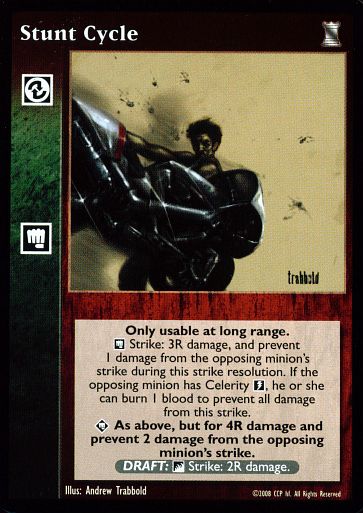 Stunt Cycle
trabbold
Only usable at long range.
Strike: 3R damage, and prevent
1 damage from the opposing minion's
strike during this strike resolution. If the
opposing minion has Celerity , he or she
can burn 1 blood to prevent all damage
from this strike.
As above, but for 4R damage and
prevent 2 damage from the opposing
minion's strike.
DRAFT: Strike: 2R damage.
Illus: Andrew Trabbold
©2008 CCP hf. All Rights Reserved